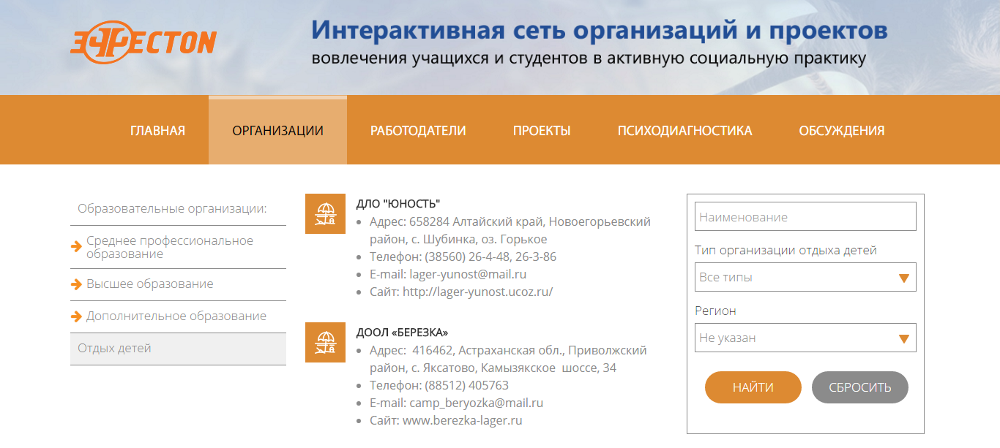 ЭФФЕСТОN
Интерактивная сеть организаций и проектов
вовлечения учащихся и студентов в активную социальную практику
ГЛАВНАЯ
ОРГАНИЗАЦИИ
РАБОТОДАТЕЛИ
ПРОЕКТЫ
ПСИХОДИАГНОСТИКА
ОБСУЖДЕНИЯ
Образовательные организации:
Среднее профессиональное
образование
Высшее образование
Дополнительное образование
Отдых детей
ДЛО "ЮНОСТЬ"
Адрес: 658284 Алтайский край, Новоегорьевский
район, с. Шубинка, оз. Горькое
Телефон: (38560) 26-4-48, 26-3-86
E-mail: lager-yunost@mail.ru
Сайт: http://lager-yunost.ucoz.ru/
ДООЛ «БЕРЕЗКА»
Адрес:  416462, Астраханская обл., Приволжский
район, с. Яксатово, Камызякское  шоссе, 34
Телефон: (88512) 405763
E-mail: camp_beryozka@mail.ru
Сайт: www.berezka-lager.ru
Наименование
Тип организации отдыха детей
Все типы
Регион
Не указан
НАЙТИ
СБРОСИТЬ